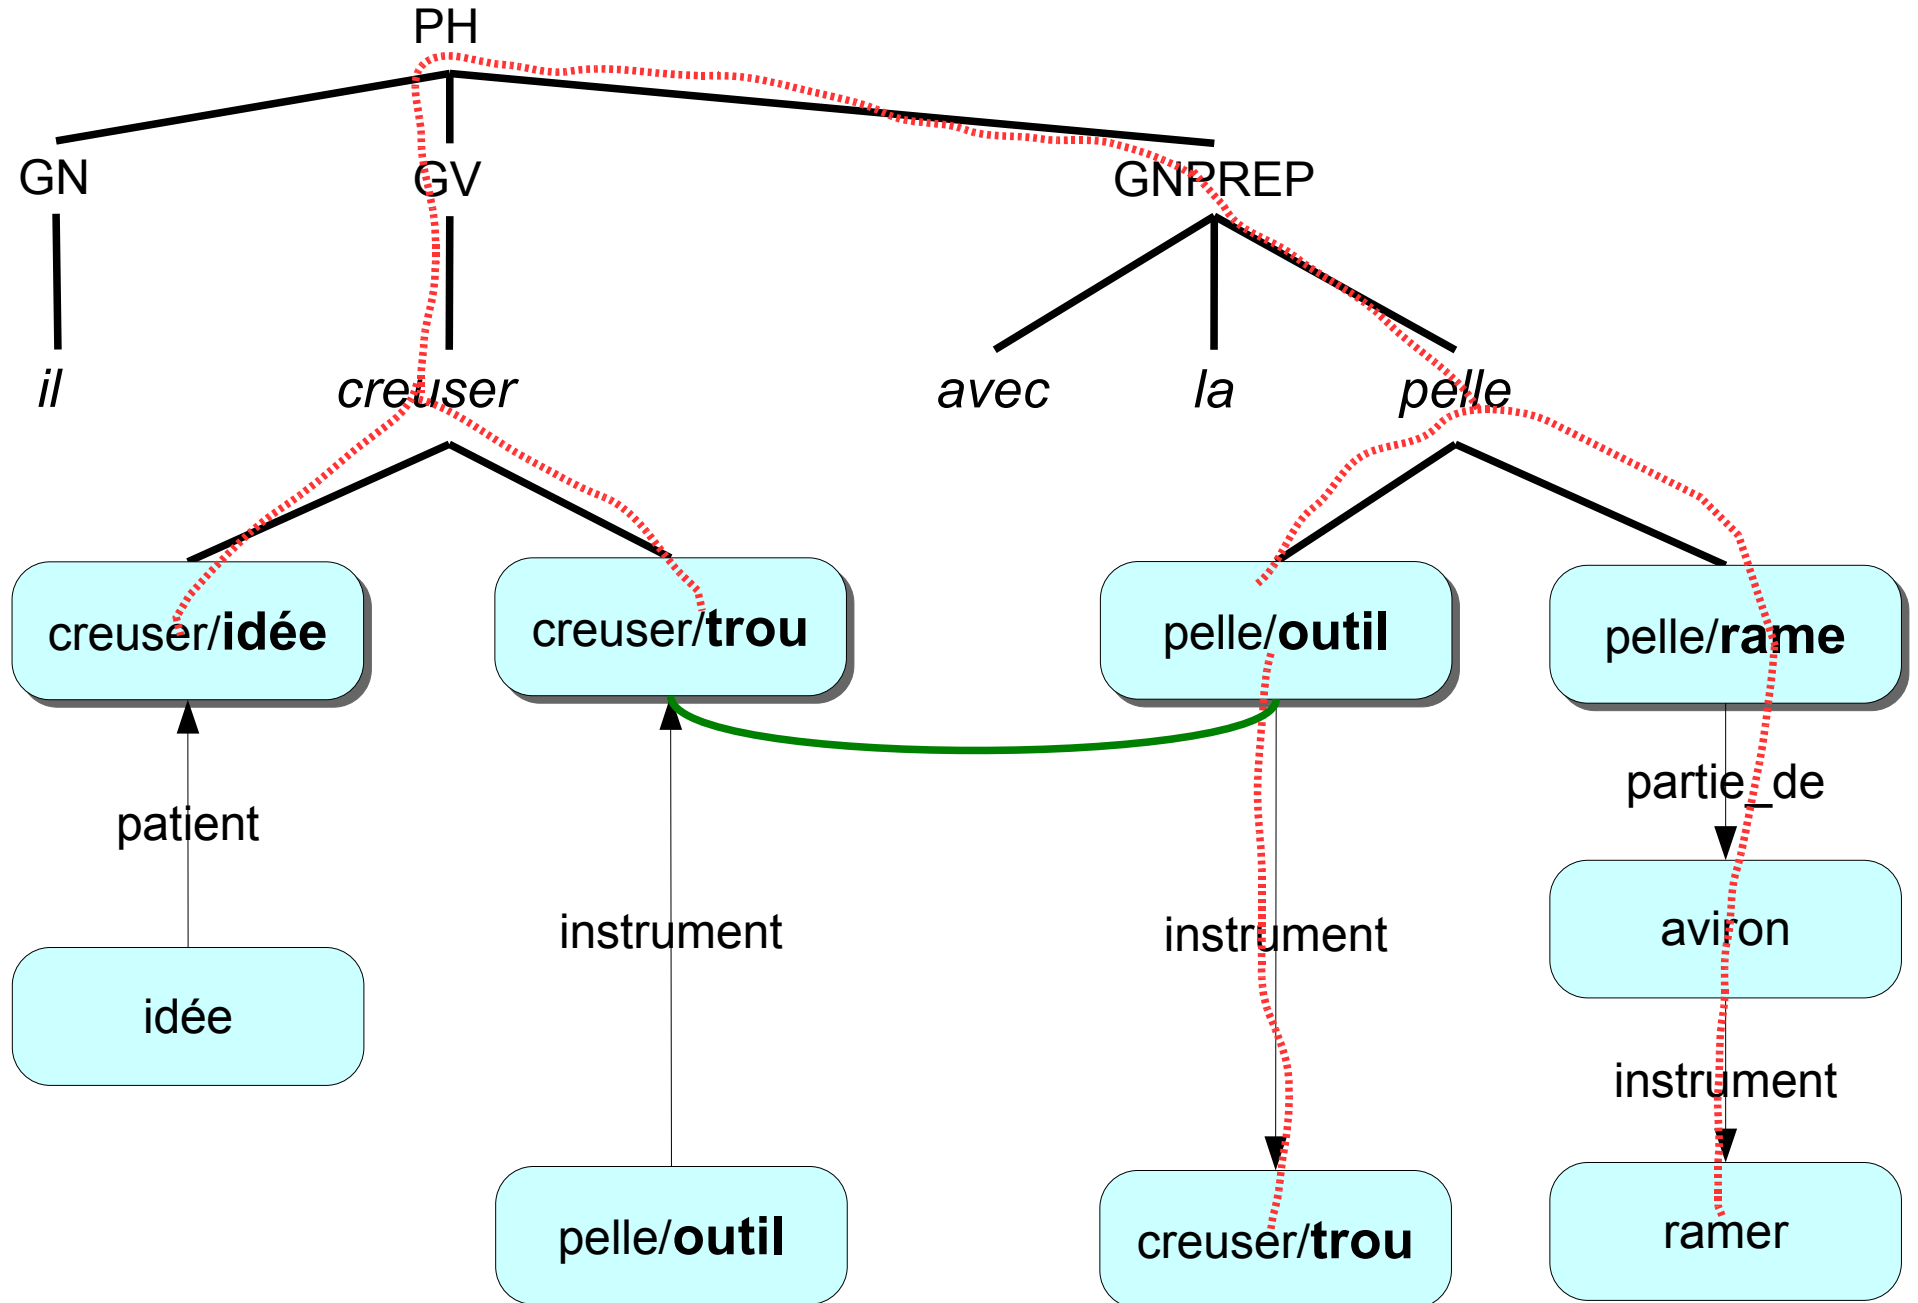 PH
GN
GV
GNPREP
il
creuser
avec
la
pelle
creuser/idée
creuser/trou
pelle/outil
pelle/rame
patient
instrument
instrument
partie_de
idée
aviron
instrument
pelle/outil
creuser/trou
ramer